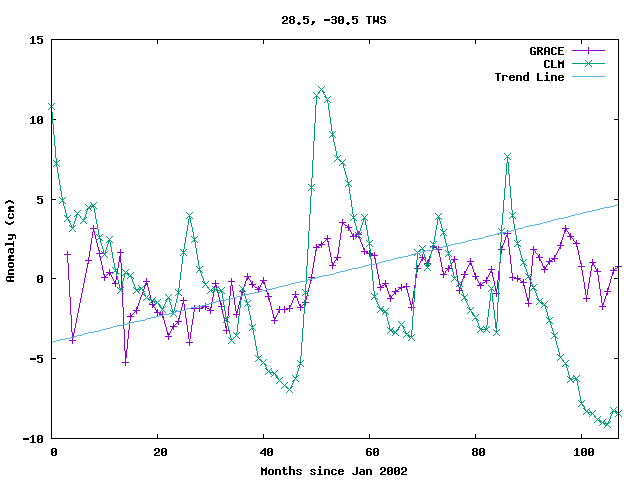 28.5, -30.5 TWS
GRACE
CLM
Trend Line
15
10
5
0
-5
-10
Anomaly (cm)
0 20 40 60 80 100
Months since Jan 2002